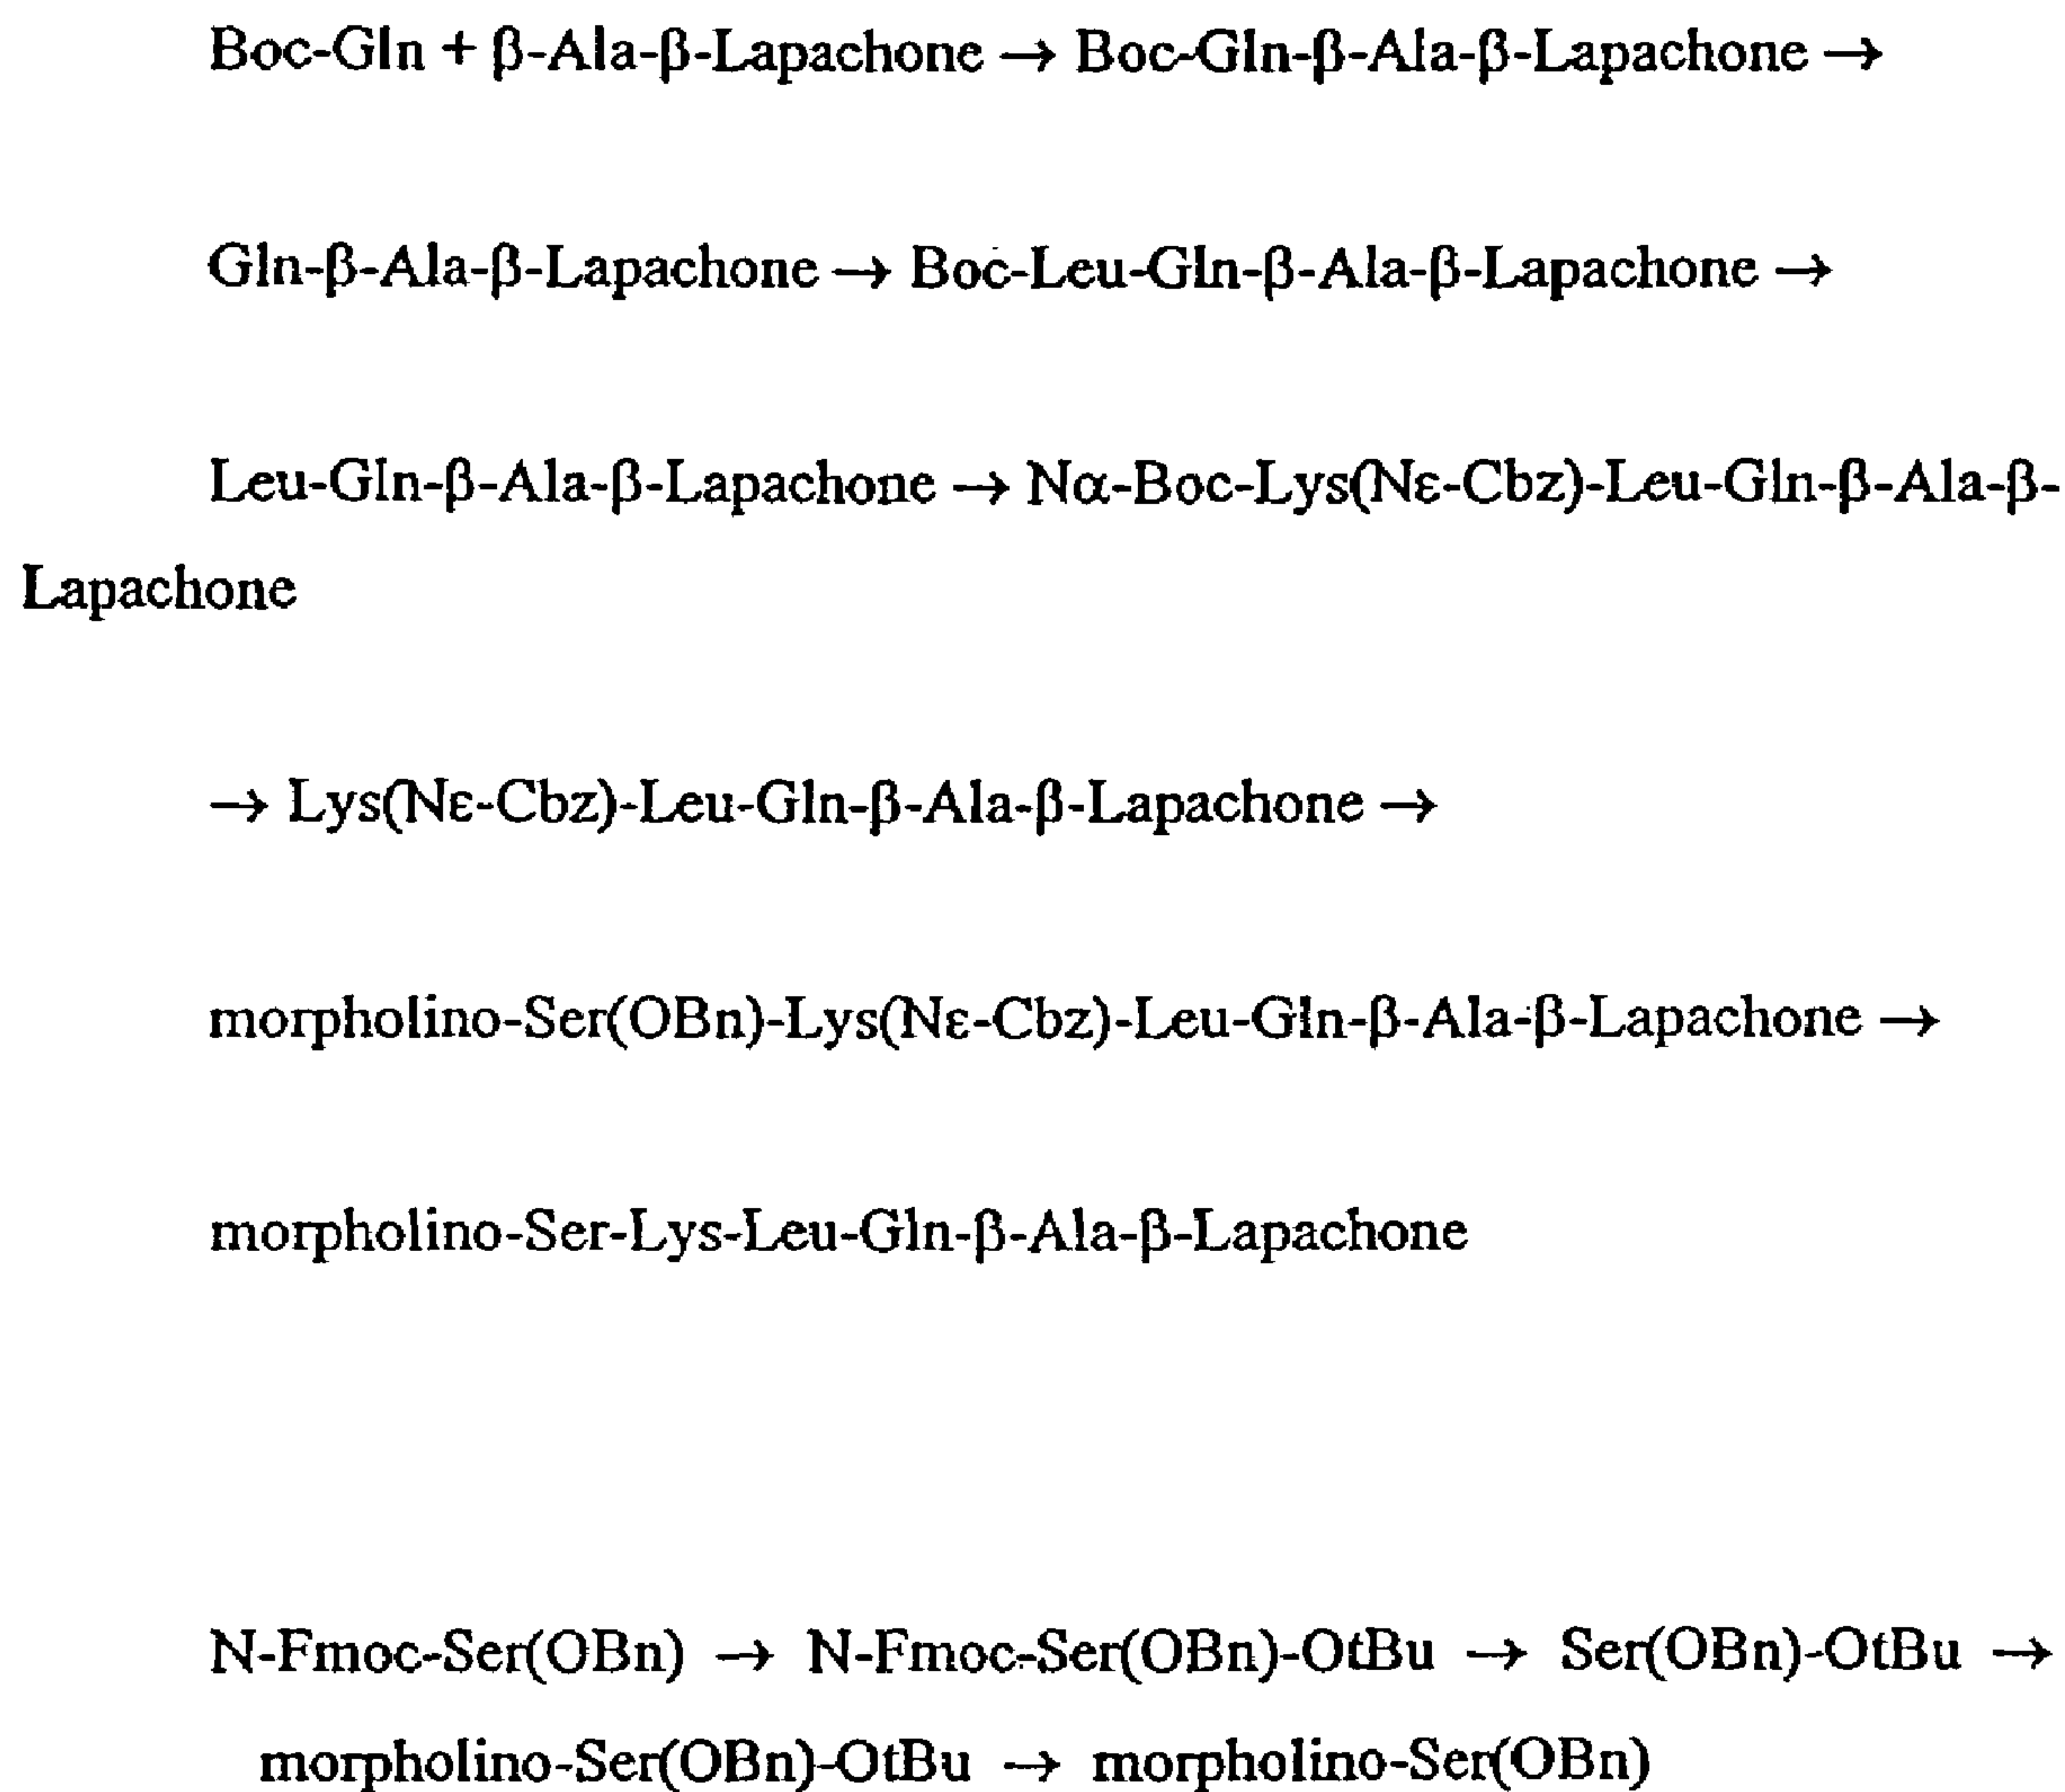 Boc-Gln + β-Ala-β-Lapachone → Boc-Gln-β-Ala-β-Lapachone →
Gln-β-Ala-β-Lapachone → Boc-Leu-Gln-β-Ala-β-Lapachone →
Leu-Gln-β-Ala-β-Lapachone → Nα-Boc-Lys(Nε-Cbz)-Leu-Gln-β-Ala-β-
Lapachone
→ Lys(Nε-Cbz)-Leu-Gln-β-Ala-β-Lapachone →
morpholino-Ser(OBn)-Lys(Nε-Cbz)-Leu-Gln-β-Ala-β-Lapachone →
morpholino-Ser-Lys-Leu-Gln-β-Ala-β-Lapachone
N-Fmoc-Ser(OBn) → N-Fmoc-Ser(OBn)-OtBu → Ser(OBn)-OtBu →
morpholino-Ser(OBn)-OtBu → morpholino-Ser(OBn)